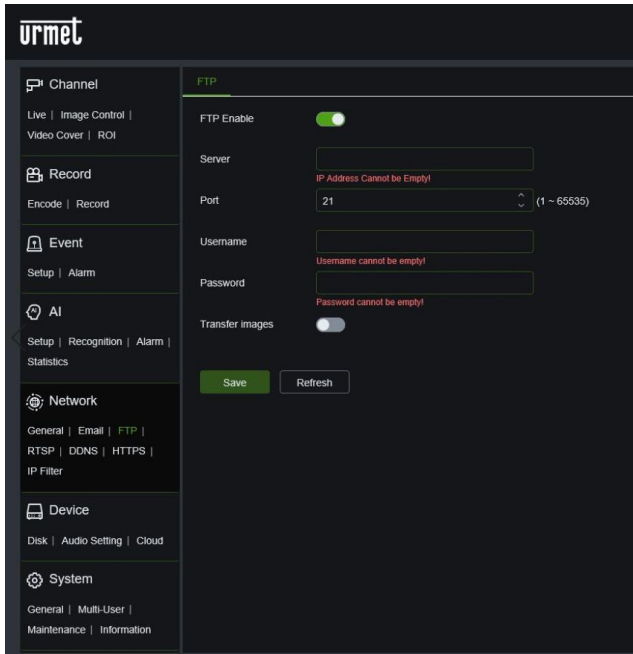 urmet
Channel
Live | Image Control |
Video Cover | ROI
Record
Encode | Record
Event
Setup | Alarm
AI
Setup | Recognition | Alarm |
Statistics
Network
General | Email | FTP |
RTSP | DDNS | HTTPS |
IP Filter
Device
Disk | Audio Setting | Cloud
System
General | Multi-User |
Maintenance | Information
FTP
FTP Enable
Server
IP Address Cannot be Empty!
Port 21 (1 ~ 65535)
Username
Username cannot be empty!
Password
Password cannot be empty!
Transfer images
Save Refresh